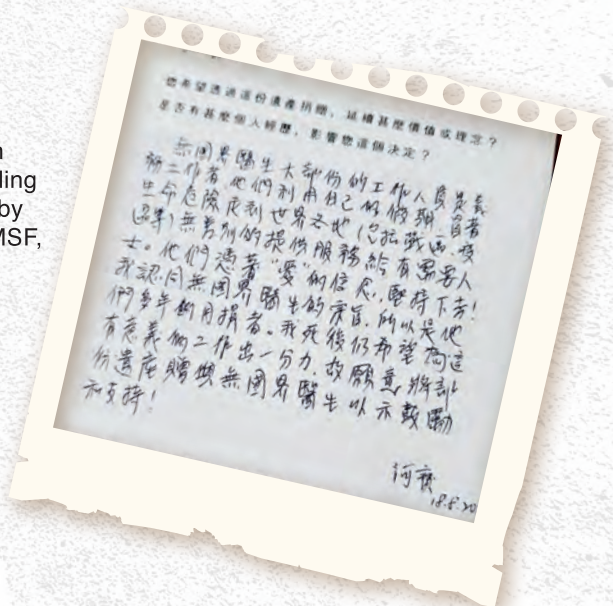 ling
by
MSF,
您希望透過這份遺產捐贈，延續甚麼價值或理念？
是否有甚麼個人經歷，影響您這個決定？
無國界醫生大部份的工作人員是義
務工作者，他們利用自己的假期，冒著
生命危險走到世界各地（包括戰區，疫
區等）無分別的提供服務給有需要人
士。他們憑著“愛”的信念，堅持下去！
我認同無國界醫生的宗旨，所以是他
們多年的月捐者。我死後仍希望為這
有意義的工作出一分力，故願意將部
份遺產贈與無國界醫生以示鼓勵
和支持！
18.8.20